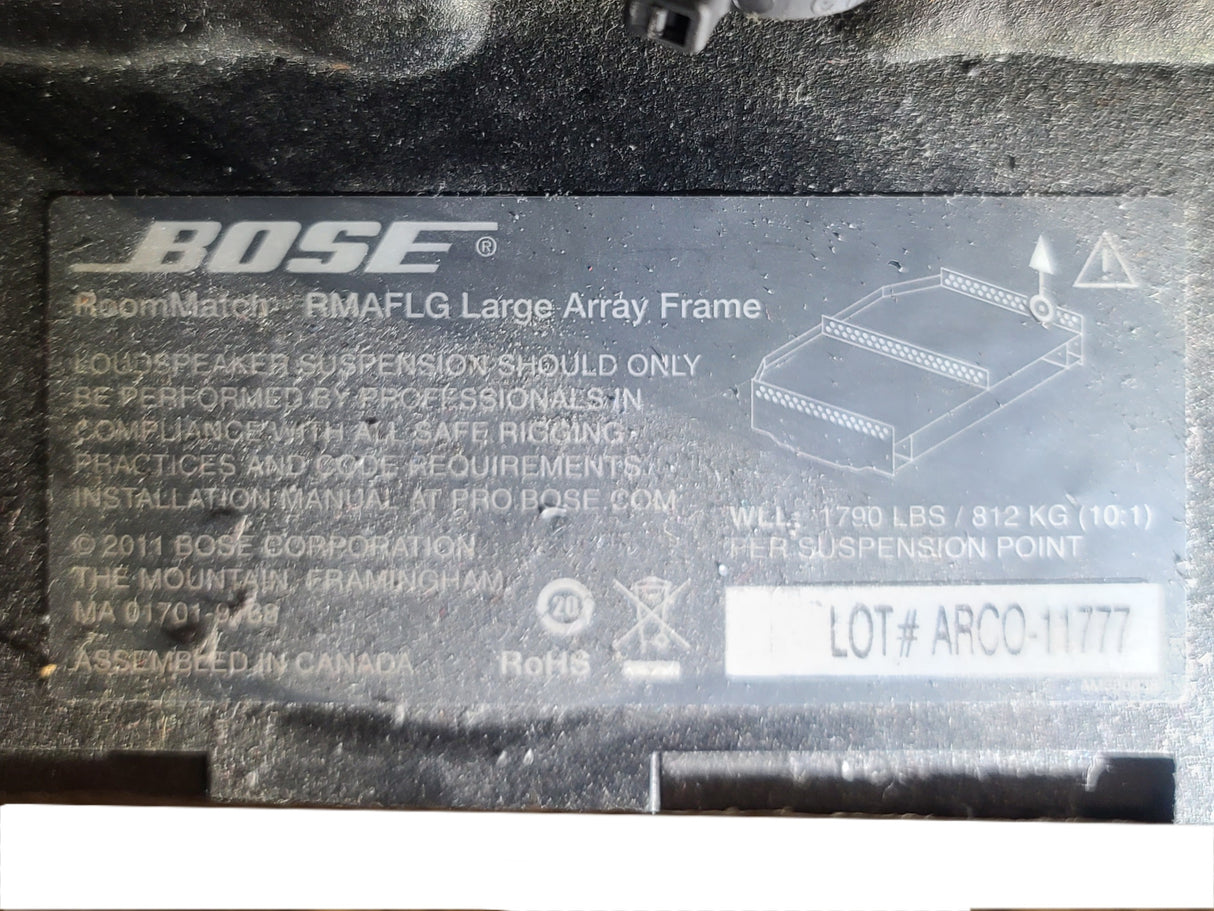 BOSE®
RoomMatch RMAFLG Large Array Frame
LOUDSPEAKER SUSPENSION SHOULD ONLY
BE PERFORMED BY PROFESSIONALS IN
COMPLIANCE WITH ALL SAFE RIGGING
PRACTICES AND CODE REQUIREMENTS.
INSTALLATION MANUAL AT PRO.BOSE.COM
© 2011 BOSE CORPORATION
THE MOUNTAIN, FRAMINGHAM,
MA
ASSEMBLED IN CANADA
20
RoHS
WLL: 1790 LBS / 812 KG (10:1)
PER SUSPENSION POINT
LOT# ARCO-11777